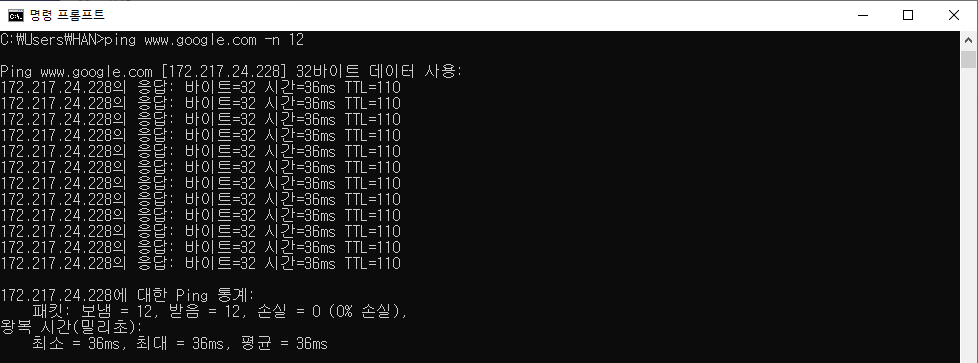 명령 프롬프트
C:₩Users₩HAN>ping www.google.com -n 12
Ping www.google.com [172.217.24.228] 32바이트 데이터 사용:
172.217.24.228의 응답: 바이트=32 시간=36ms TTL=110
172.217.24.228의 응답: 바이트=32 시간=36ms TTL=110
172.217.24.228의 응답: 바이트=32 시간=36ms TTL=110
172.217.24.228의 응답: 바이트=32 시간=36ms TTL=110
172.217.24.228의 응답: 바이트=32 시간=36ms TTL=110
172.217.24.228의 응답: 바이트=32 시간=36ms TTL=110
172.217.24.228의 응답: 바이트=32 시간=36ms TTL=110
172.217.24.228의 응답: 바이트=32 시간=36ms TTL=110
172.217.24.228의 응답: 바이트=32 시간=36ms TTL=110
172.217.24.228의 응답: 바이트=32 시간=36ms TTL=110
172.217.24.228의 응답: 바이트=32 시간=36ms TTL=110
172.217.24.228의 응답: 바이트=32 시간=36ms TTL=110
172.217.24.228에 대한 Ping 통계:
패킷: 보냄 = 12, 받음 = 12, 손실 = 0 (0% 손실),
왕복 시간(밀리초):
최소 = 36ms, 최대 = 36ms, 평균 = 36ms